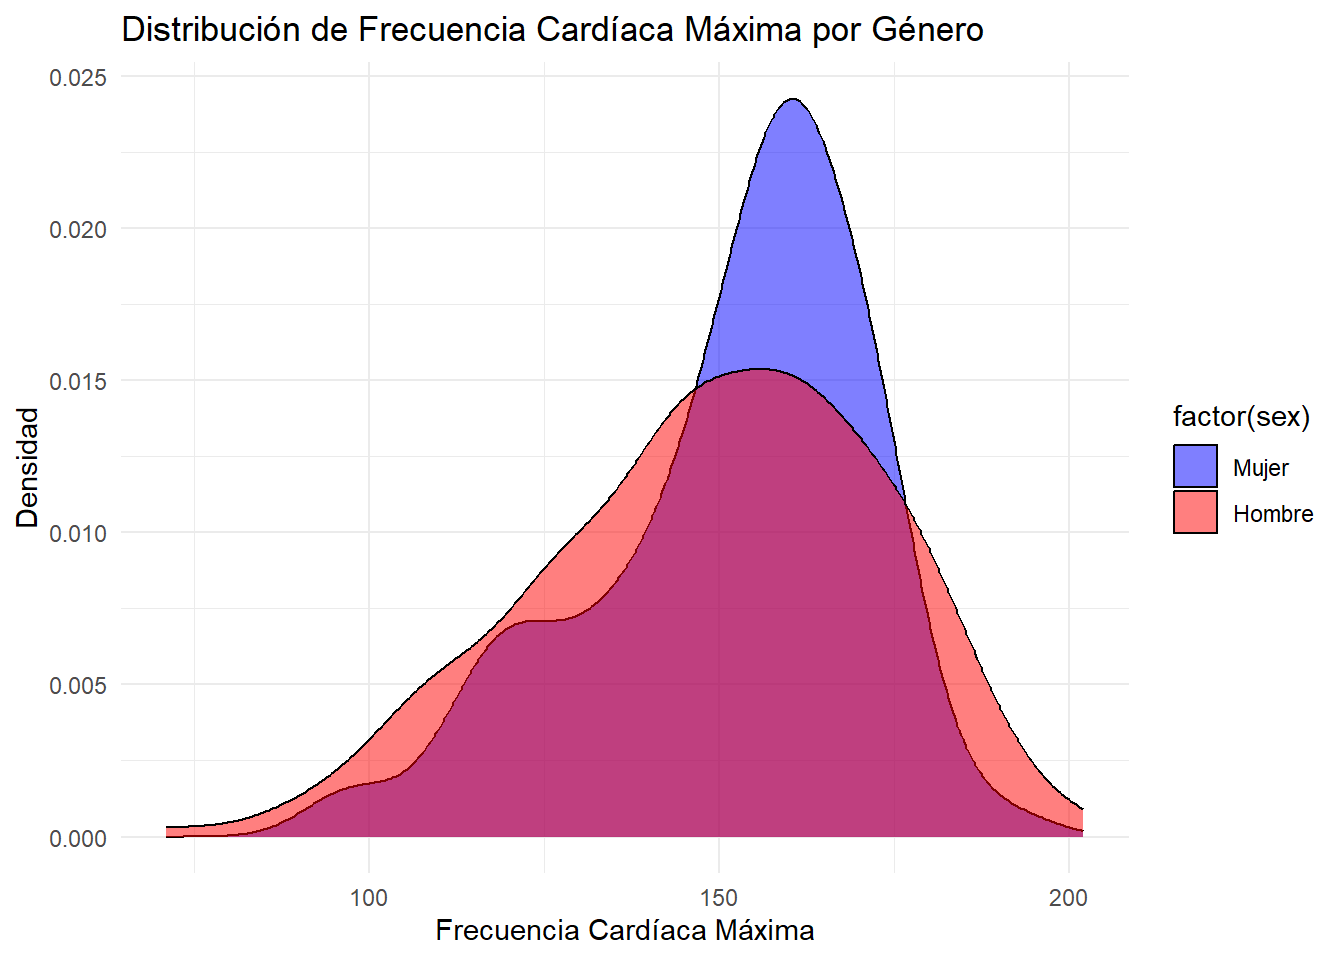 Distribución de Frecuencia Cardíaca Máxima por Género
0.025
0.020
0.015
0.010
0.005
0.000
Densidad
100 150 200
Frecuencia Cardíaca Máxima
factor(sex)
Mujer
Hombre